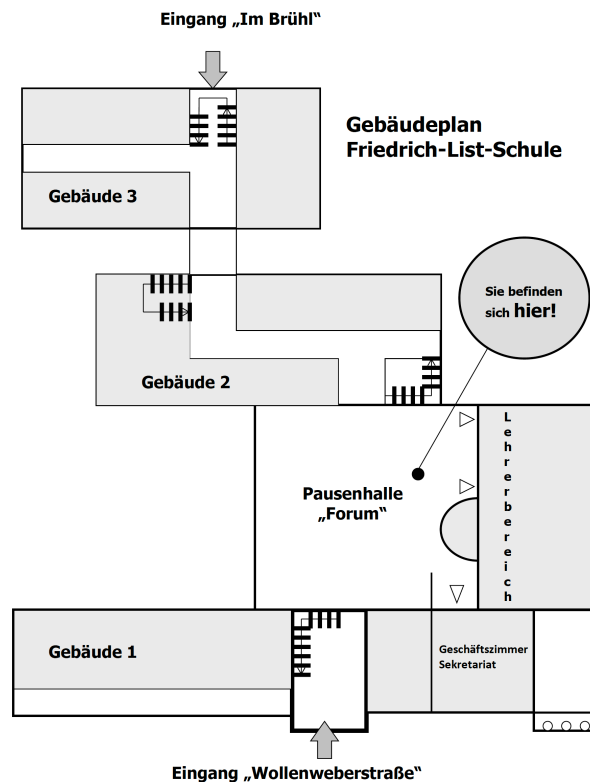 Eingang „Im Brühl“
Gebäudeplan
Friedrich-List-Schule
Gebäude 3
Sie befinden
sich hier!
Gebäude 2
Lehrerbereich
Pausenhalle
„Forum“
Gebäude 1
Geschäftszimmer
Sekretariat
Eingang „Wollenweberstraße“